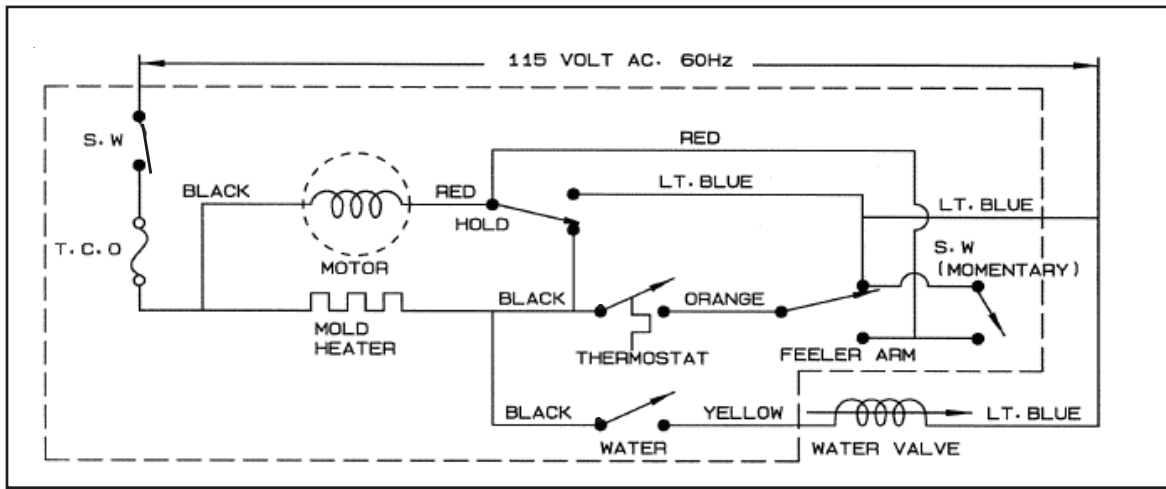 115 VOLT AC. 60Hz
S.W
RED
BLACK
RED
LT. BLUE
LT. BLUE
HOLD
T.C.O
S.W
(MOMENTARY)
MOTOR
BLACK
ORANGE
MOLD
HEATER
THERMOSTAT
FEELER ARM
BLACK
YELLOW
LT. BLUE
WATER
WATER VALVE